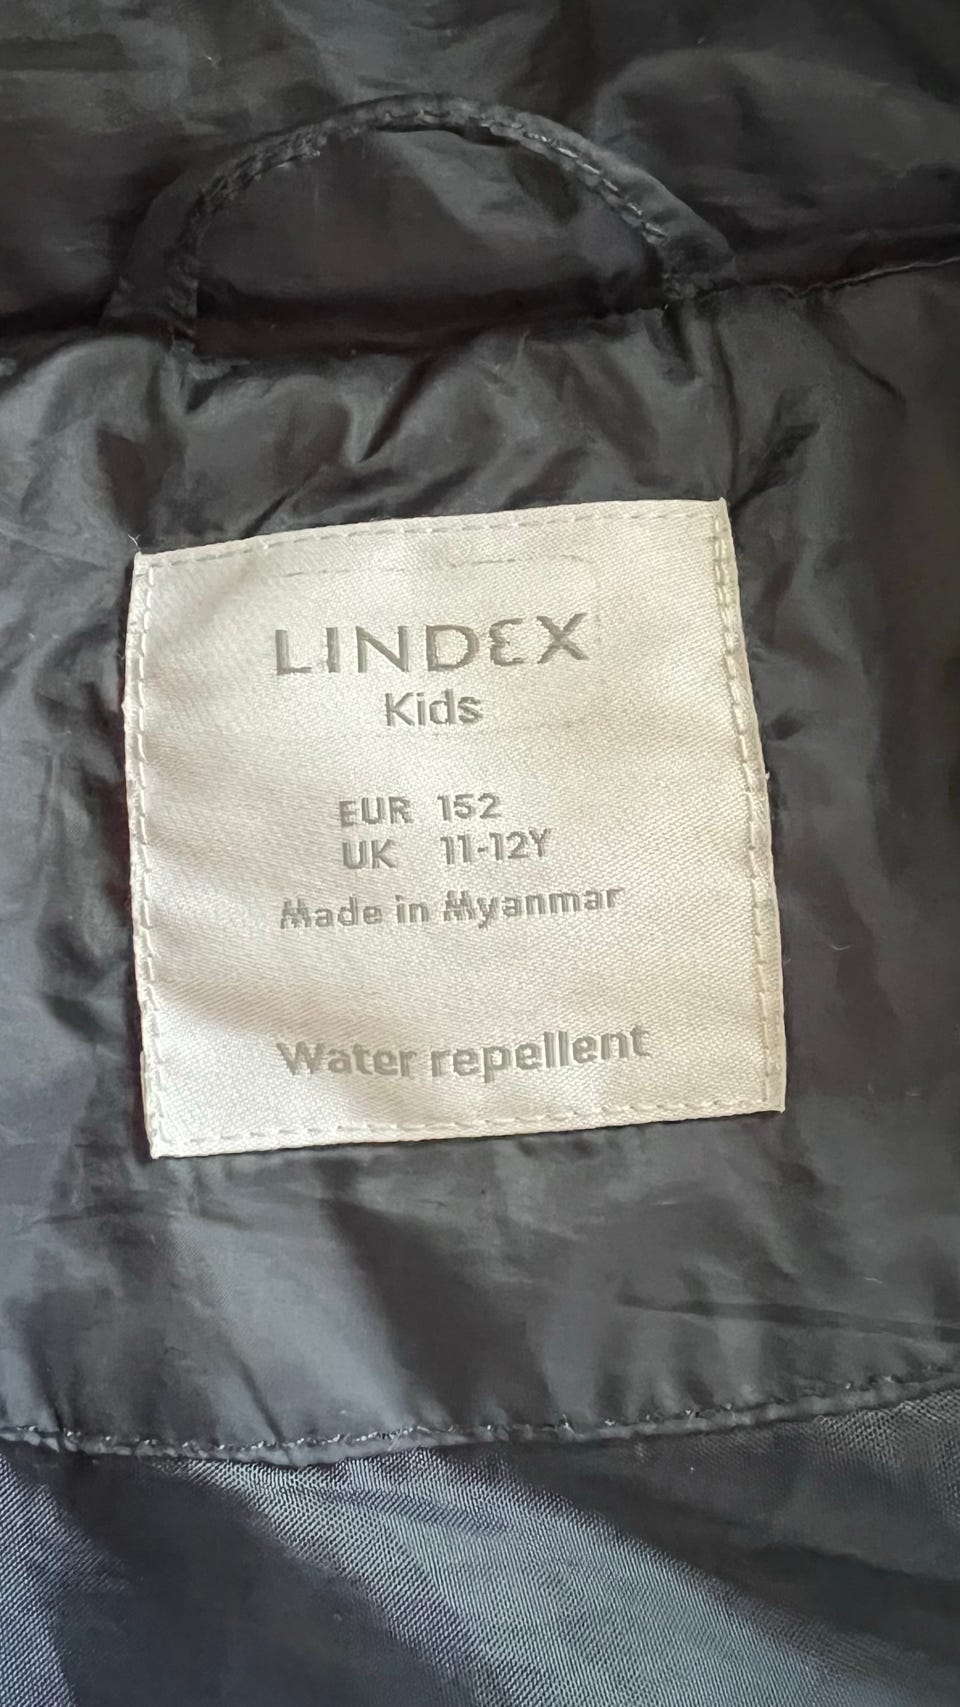 LINDEX
Kids
EUR 152
UK 11-12Y
Made in Myanmar
Water repellent